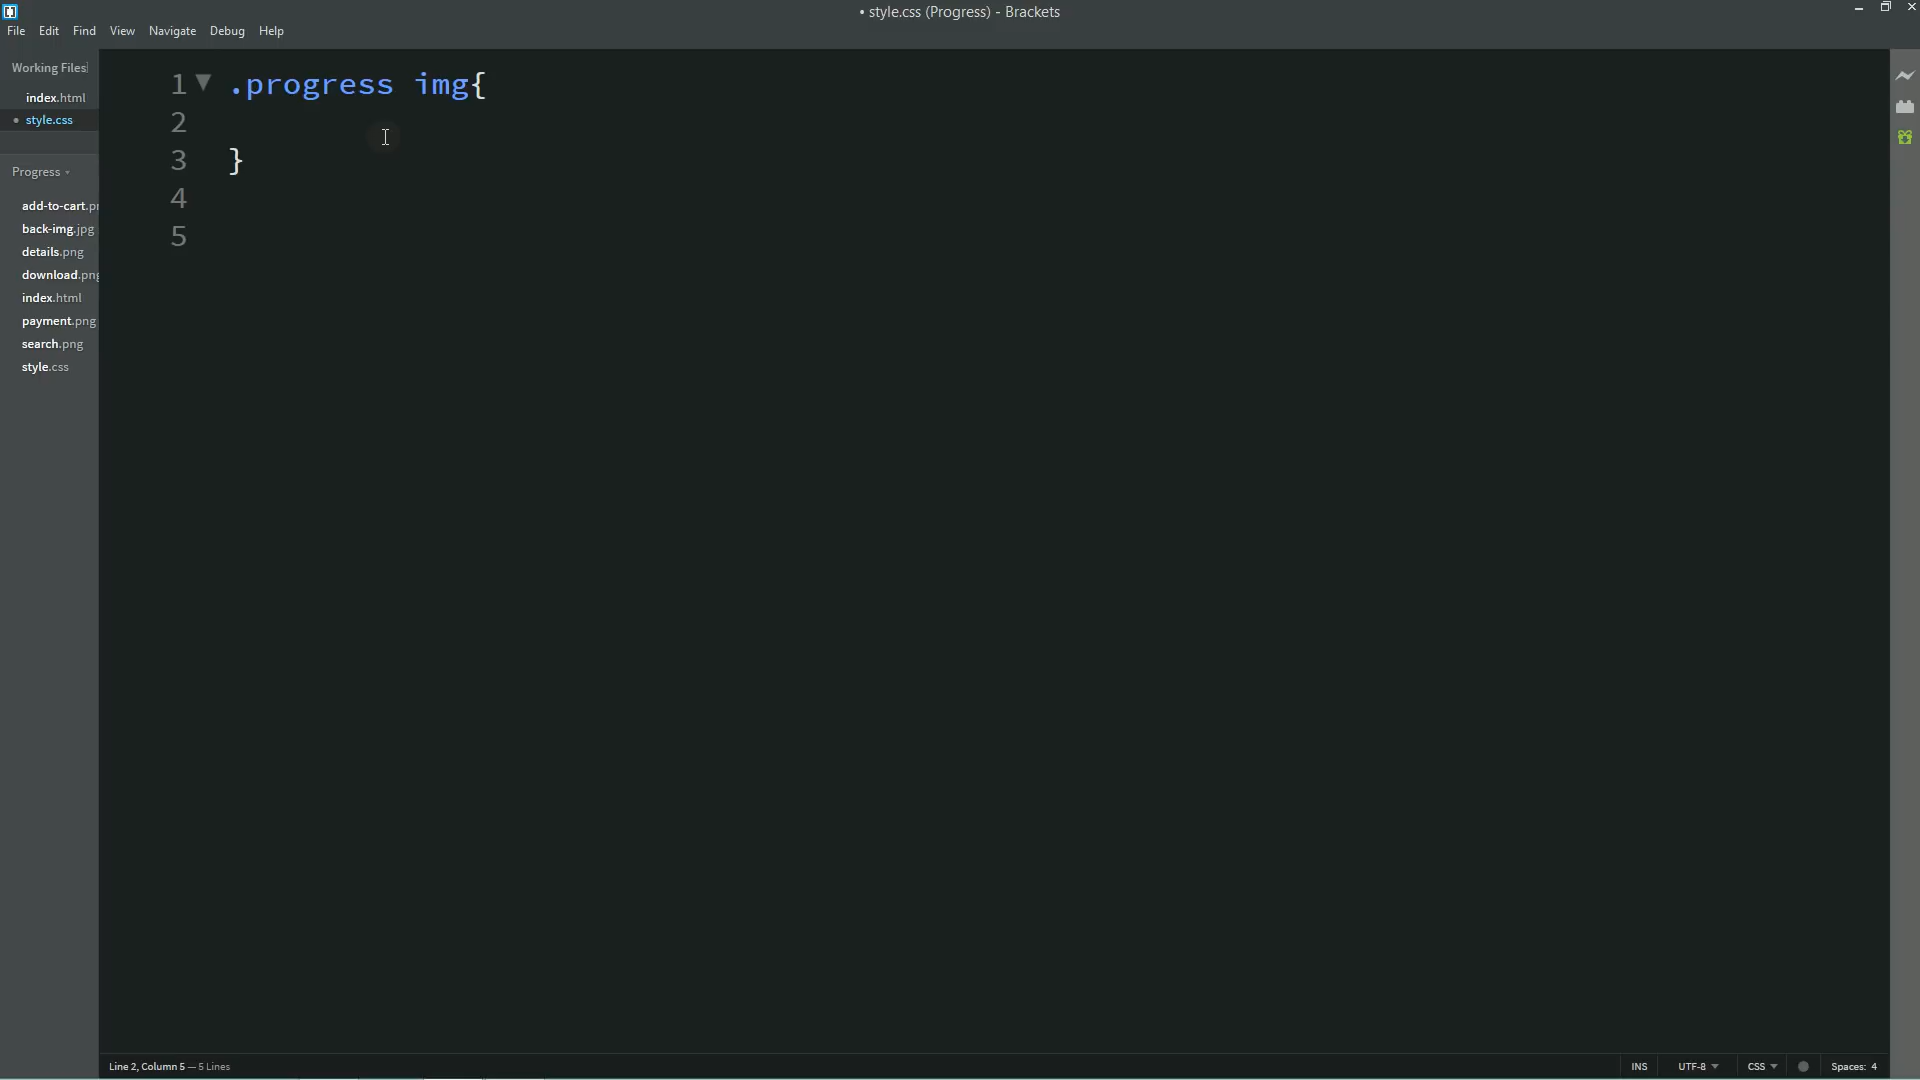 • style.css (Progress) - Brackets
File Edit Find View Navigate Debug Help
Working Files
index.html
• style.css
Progress
add-to-cart.pn
back-img.jpg
details.png
download.png
index.html
payment.png
search.png
style.css
1 .progress img{
2
3 }
4
5
Line 2, Column 5 — 5 Lines
INS UTF-8 CSS Spaces: 4